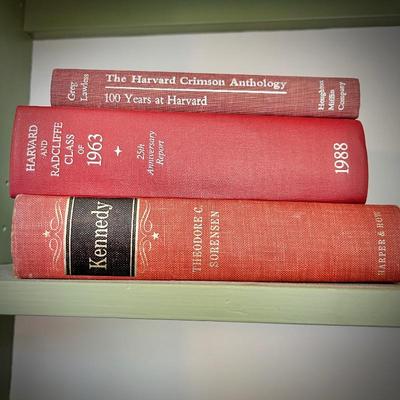 Greg
Lawless
The Harvard Crimson Anthology
100 Years at Harvard
Houghton
Mifflin
Company
HARVARD
AND
RADCLIFFE
CLASS
OF
1963
25th
Anniversary
Report
1988
Kennedy
THEODORE C.
SORENSEN
HARPER & ROW